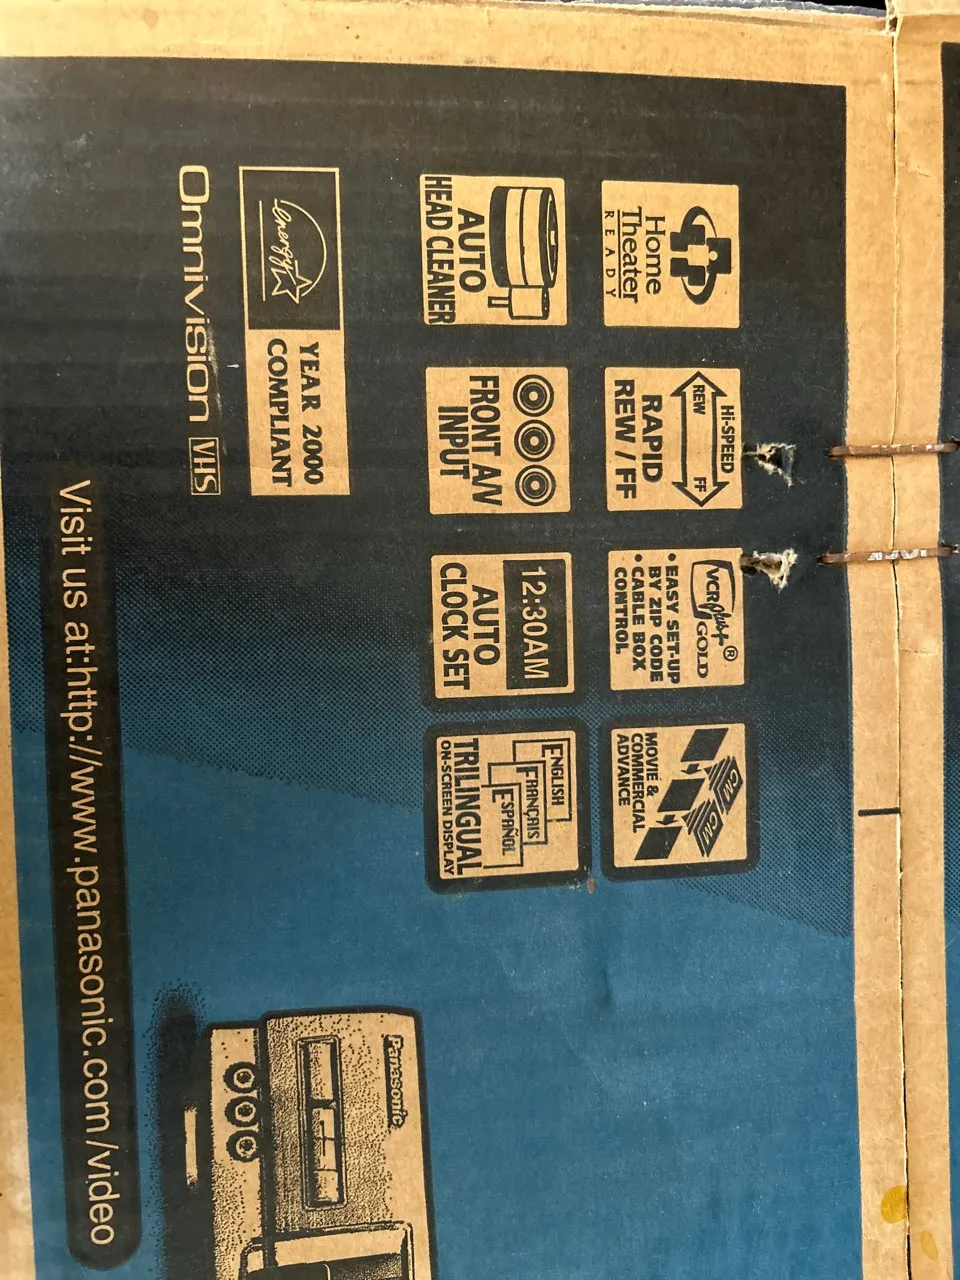 Home
Theater
READY
Hi-SPEED
REW FF
RAPID
REW / FF
VCR Plus+® GOLD
• EASY SET-UP
BY ZIP CODE
• CABLE BOX
CONTROL
CM CM
MOVIE &
COMMERCIAL
ADVANCE
AUTO
HEAD CLEANER
FRONT A/V
INPUT
12:30AM
AUTO
CLOCK SET
ENGLISH
FRANÇAIS
ESPAÑOL
TRILINGUAL
ON-SCREEN DISPLAY
energy
YEAR 2000
COMPLIANT
Omnivision VHS
Panasonic
Visit us at:http://www.panasonic.com/video